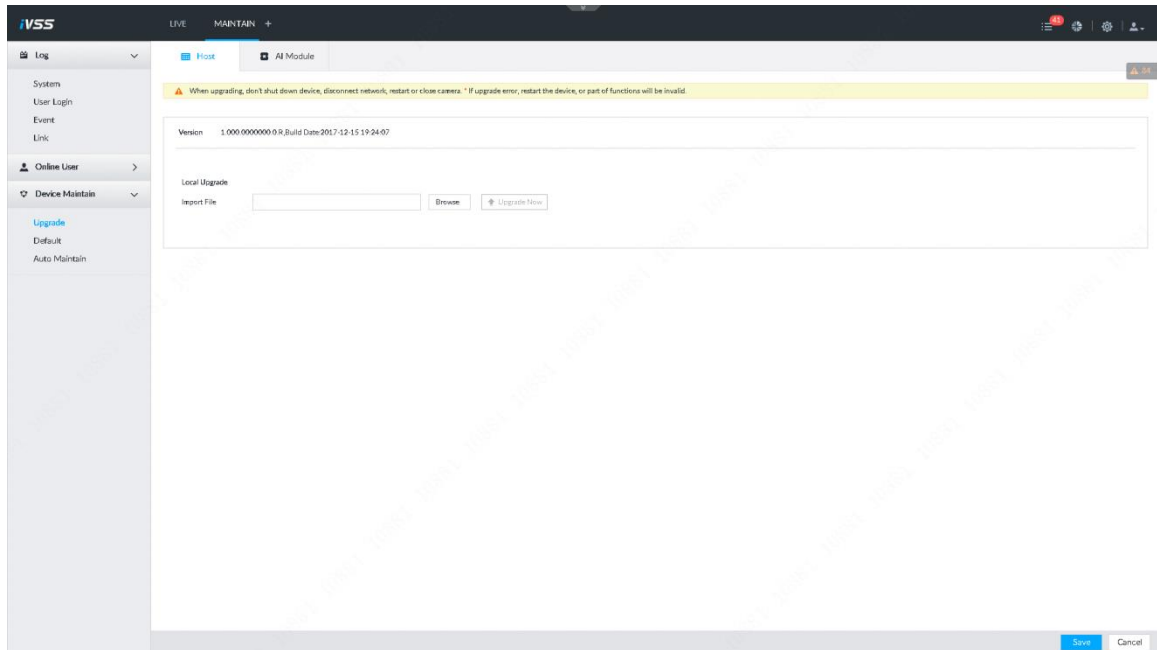 iVSS
LIVE
MAINTAIN +
41
Log
System
User Login
Event
Link
Online User
Device Maintain
Upgrade
Default
Auto Maintain
Host
AI Module
When upgrading, don't shut down device, disconnect network, restart or close camera. * If upgrade error, restart the device, or part of functions will be invalid.
Version 1.000.0000000.0.R,Build Date:2017-12-15 19:24:07
Local Upgrade
Import File Browse Upgrade Now
Save Cancel